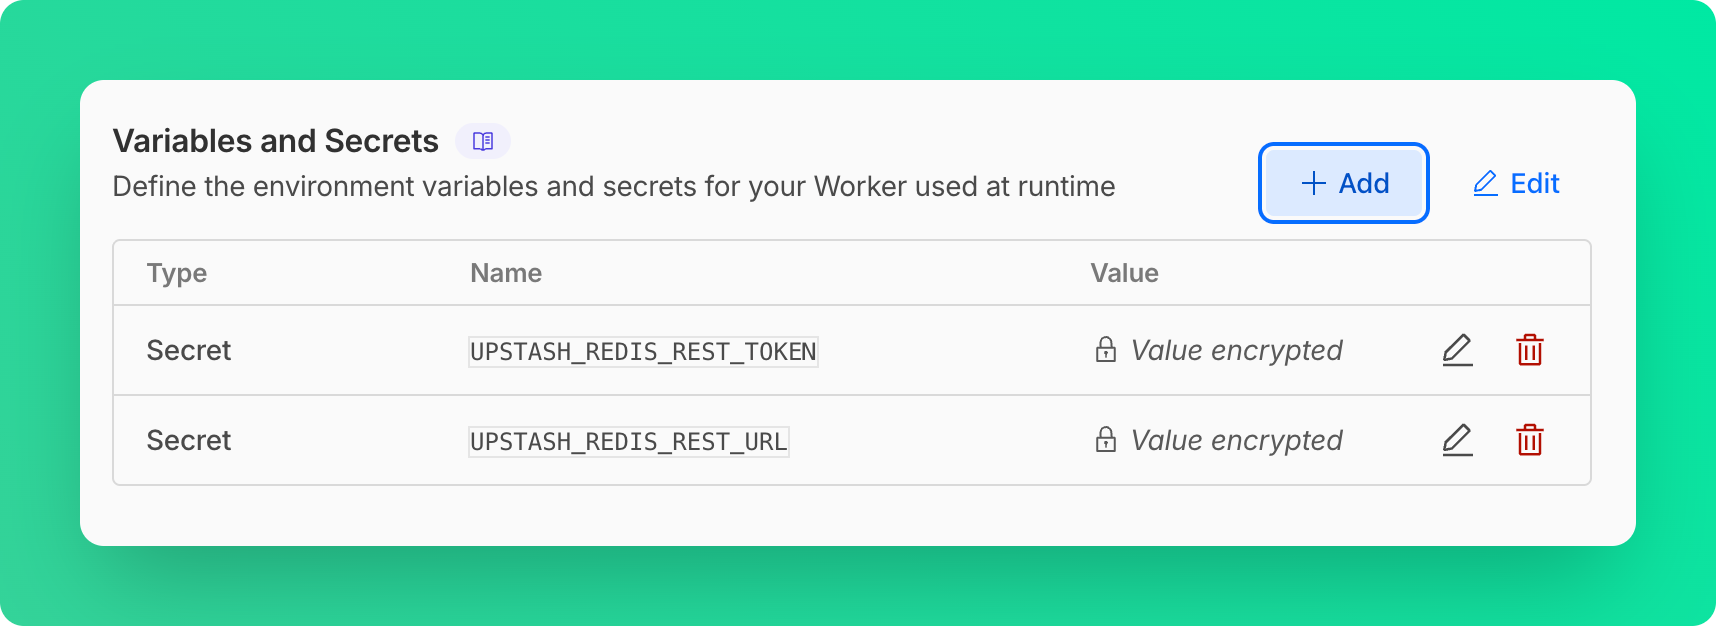 Variables and Secrets
Define the environment variables and secrets for your Worker used at runtime
Add
Edit
Type Name Value
Secret UPSTASH_REDIS_REST_TOKEN Value encrypted
Secret UPSTASH_REDIS_REST_URL Value encrypted